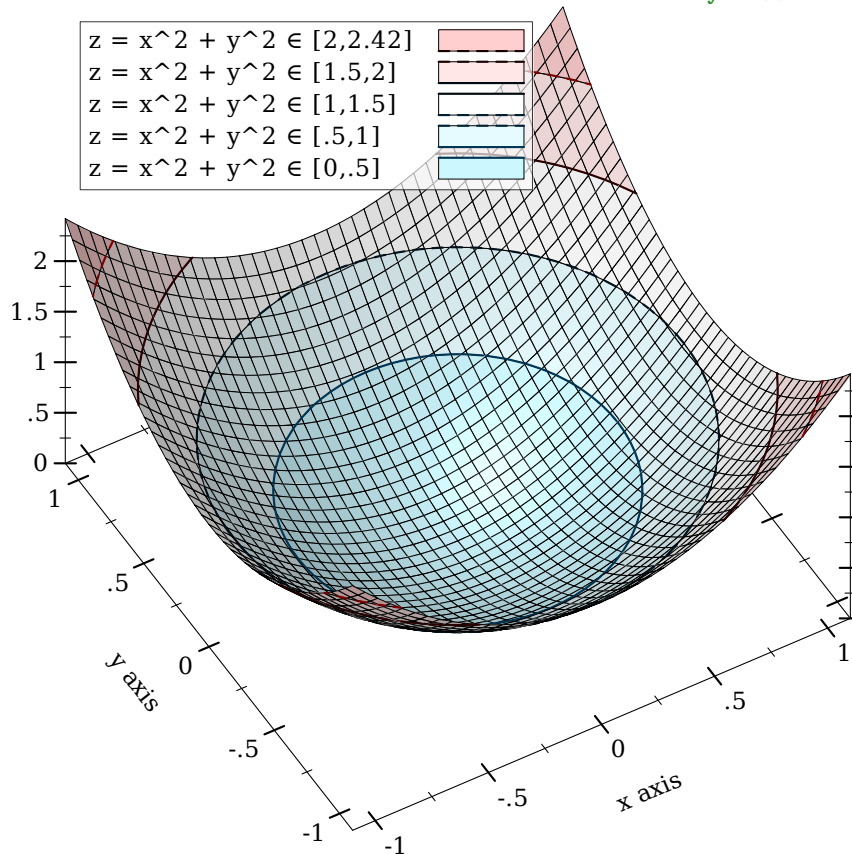 z = x^2 + y^2 ∈ [2,2.42]
z = x^2 + y^2 ∈ [1.5,2]
z = x^2 + y^2 ∈ [1,1.5]
z = x^2 + y^2 ∈ [.5,1]
z = x^2 + y^2 ∈ [0,.5]
2
1.5
1
.5
0
1
.5
0
-.5
-1
y axis
-1
-.5
0
.5
1
x axis